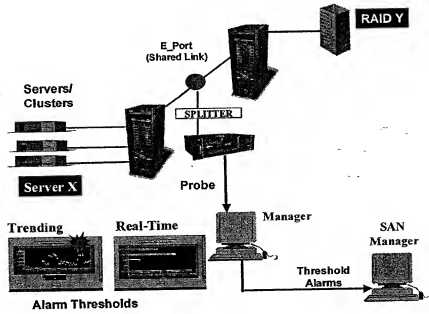 RAID Y
E_Port
(Shared Link)
Servers/
Clusters
SPLITTER
Server X
Probe
Trending
Real-Time
Manager
SAN
Manager
Threshold
Alarms
Alarm Thresholds